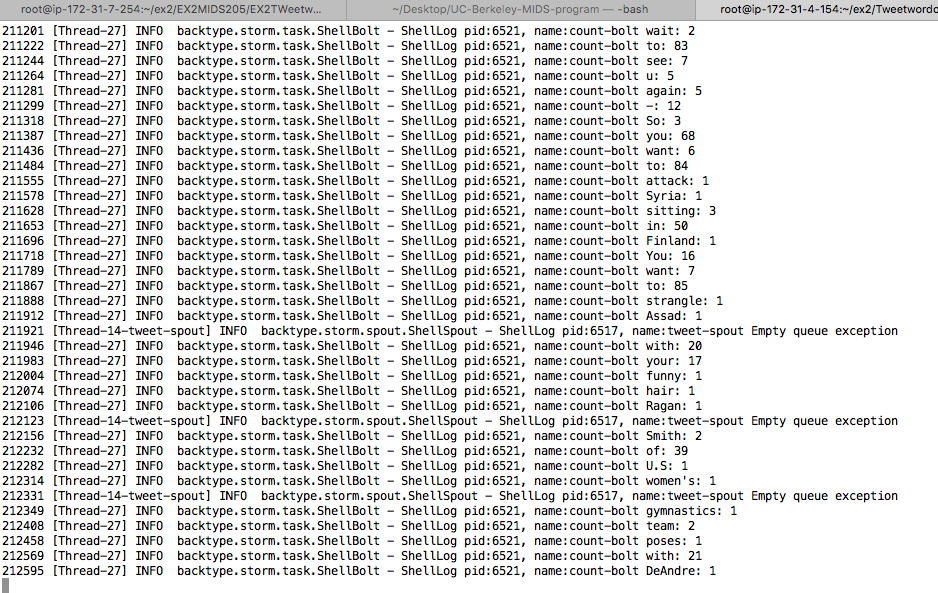 root@ip-172-31-7-254:~/ex2/EX2MIDS205/EX2TWeetw... ~/Desktop/UC-Berkeley-MIDS-program — -bash root@ip-172-31-4-154:~/ex2/Tweetwordc
211201 [Thread-27] INFO  backtype.storm.task.ShellBolt - ShellLog pid:6521, name:count-bolt wait: 2
211222 [Thread-27] INFO  backtype.storm.task.ShellBolt - ShellLog pid:6521, name:count-bolt to: 83
211244 [Thread-27] INFO  backtype.storm.task.ShellBolt - ShellLog pid:6521, name:count-bolt see: 7
211264 [Thread-27] INFO  backtype.storm.task.ShellBolt - ShellLog pid:6521, name:count-bolt u: 5
211281 [Thread-27] INFO  backtype.storm.task.ShellBolt - ShellLog pid:6521, name:count-bolt again: 5
211299 [Thread-27] INFO  backtype.storm.task.ShellBolt - ShellLog pid:6521, name:count-bolt -: 12
211318 [Thread-27] INFO  backtype.storm.task.ShellBolt - ShellLog pid:6521, name:count-bolt So: 3
211387 [Thread-27] INFO  backtype.storm.task.ShellBolt - ShellLog pid:6521, name:count-bolt you: 68
211436 [Thread-27] INFO  backtype.storm.task.ShellBolt - ShellLog pid:6521, name:count-bolt want: 6
211484 [Thread-27] INFO  backtype.storm.task.ShellBolt - ShellLog pid:6521, name:count-bolt to: 84
211555 [Thread-27] INFO  backtype.storm.task.ShellBolt - ShellLog pid:6521, name:count-bolt attack: 1
211578 [Thread-27] INFO  backtype.storm.task.ShellBolt - ShellLog pid:6521, name:count-bolt Syria: 1
211628 [Thread-27] INFO  backtype.storm.task.ShellBolt - ShellLog pid:6521, name:count-bolt sitting: 3
211653 [Thread-27] INFO  backtype.storm.task.ShellBolt - ShellLog pid:6521, name:count-bolt in: 50
211696 [Thread-27] INFO  backtype.storm.task.ShellBolt - ShellLog pid:6521, name:count-bolt Finland: 1
211718 [Thread-27] INFO  backtype.storm.task.ShellBolt - ShellLog pid:6521, name:count-bolt You: 16
211789 [Thread-27] INFO  backtype.storm.task.ShellBolt - ShellLog pid:6521, name:count-bolt want: 7
211867 [Thread-27] INFO  backtype.storm.task.ShellBolt - ShellLog pid:6521, name:count-bolt to: 85
211888 [Thread-27] INFO  backtype.storm.task.ShellBolt - ShellLog pid:6521, name:count-bolt strangle: 1
211912 [Thread-27] INFO  backtype.storm.task.ShellBolt - ShellLog pid:6521, name:count-bolt Assad: 1
211921 [Thread-14-tweet-spout] INFO  backtype.storm.spout.ShellSpout - ShellLog pid:6517, name:tweet-spout Empty queue exception
211946 [Thread-27] INFO  backtype.storm.task.ShellBolt - ShellLog pid:6521, name:count-bolt with: 20
211983 [Thread-27] INFO  backtype.storm.task.ShellBolt - ShellLog pid:6521, name:count-bolt your: 17
212004 [Thread-27] INFO  backtype.storm.task.ShellBolt - ShellLog pid:6521, name:count-bolt funny: 1
212074 [Thread-27] INFO  backtype.storm.task.ShellBolt - ShellLog pid:6521, name:count-bolt hair: 1
212106 [Thread-27] INFO  backtype.storm.task.ShellBolt - ShellLog pid:6521, name:count-bolt Ragan: 1
212123 [Thread-14-tweet-spout] INFO  backtype.storm.spout.ShellSpout - ShellLog pid:6517, name:tweet-spout Empty queue exception
212156 [Thread-27] INFO  backtype.storm.task.ShellBolt - ShellLog pid:6521, name:count-bolt Smith: 2
212232 [Thread-27] INFO  backtype.storm.task.ShellBolt - ShellLog pid:6521, name:count-bolt of: 39
212282 [Thread-27] INFO  backtype.storm.task.ShellBolt - ShellLog pid:6521, name:count-bolt U.S: 1
212314 [Thread-27] INFO  backtype.storm.task.ShellBolt - ShellLog pid:6521, name:count-bolt women's: 1
212331 [Thread-14-tweet-spout] INFO  backtype.storm.spout.ShellSpout - ShellLog pid:6517, name:tweet-spout Empty queue exception
212349 [Thread-27] INFO  backtype.storm.task.ShellBolt - ShellLog pid:6521, name:count-bolt gymnastics: 1
212408 [Thread-27] INFO  backtype.storm.task.ShellBolt - ShellLog pid:6521, name:count-bolt team: 2
212458 [Thread-27] INFO  backtype.storm.task.ShellBolt - ShellLog pid:6521, name:count-bolt poses: 1
212569 [Thread-27] INFO  backtype.storm.task.ShellBolt - ShellLog pid:6521, name:count-bolt with: 21
212595 [Thread-27] INFO  backtype.storm.task.ShellBolt - ShellLog pid:6521, name:count-bolt DeAndre: 1